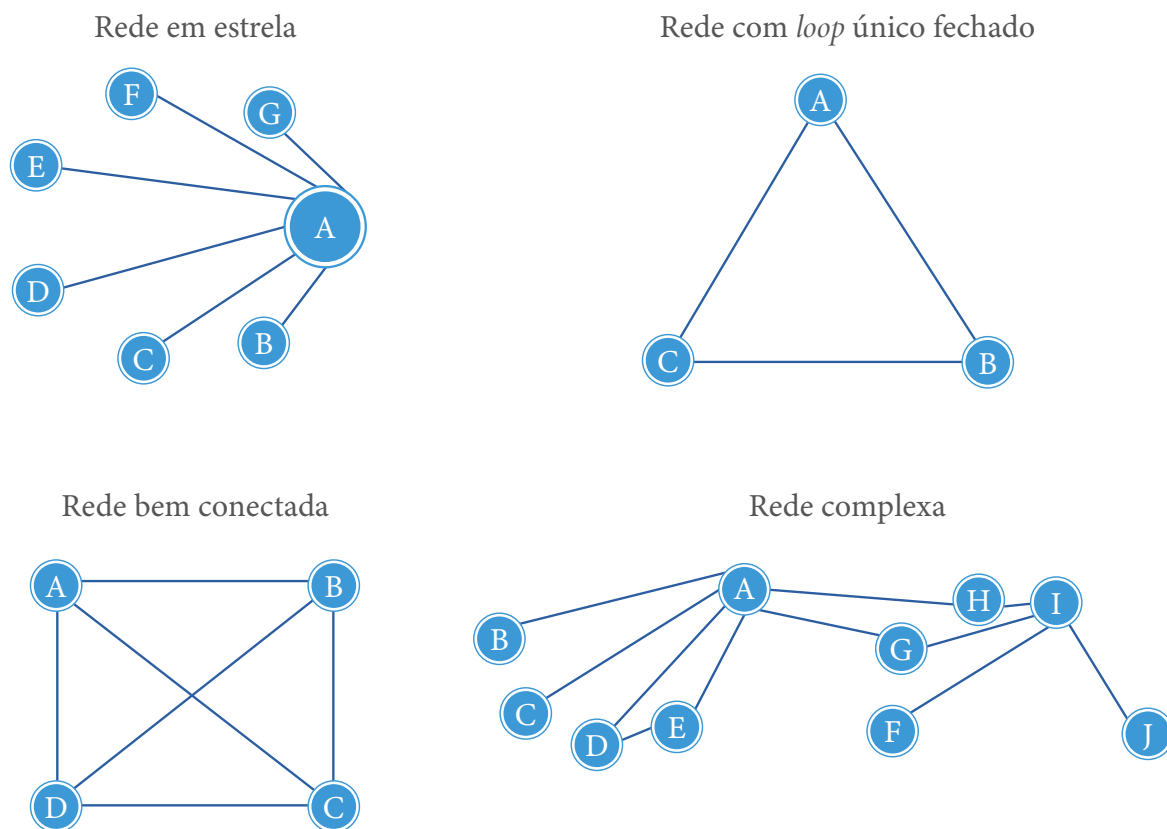 Rede em estrela
F
G
E
A
D
C
B
Rede com loop único fechado
A
C
B
Rede bem conectada
A
B
D
C
Rede complexa
A
H
I
B
G
C
E
D
F
J